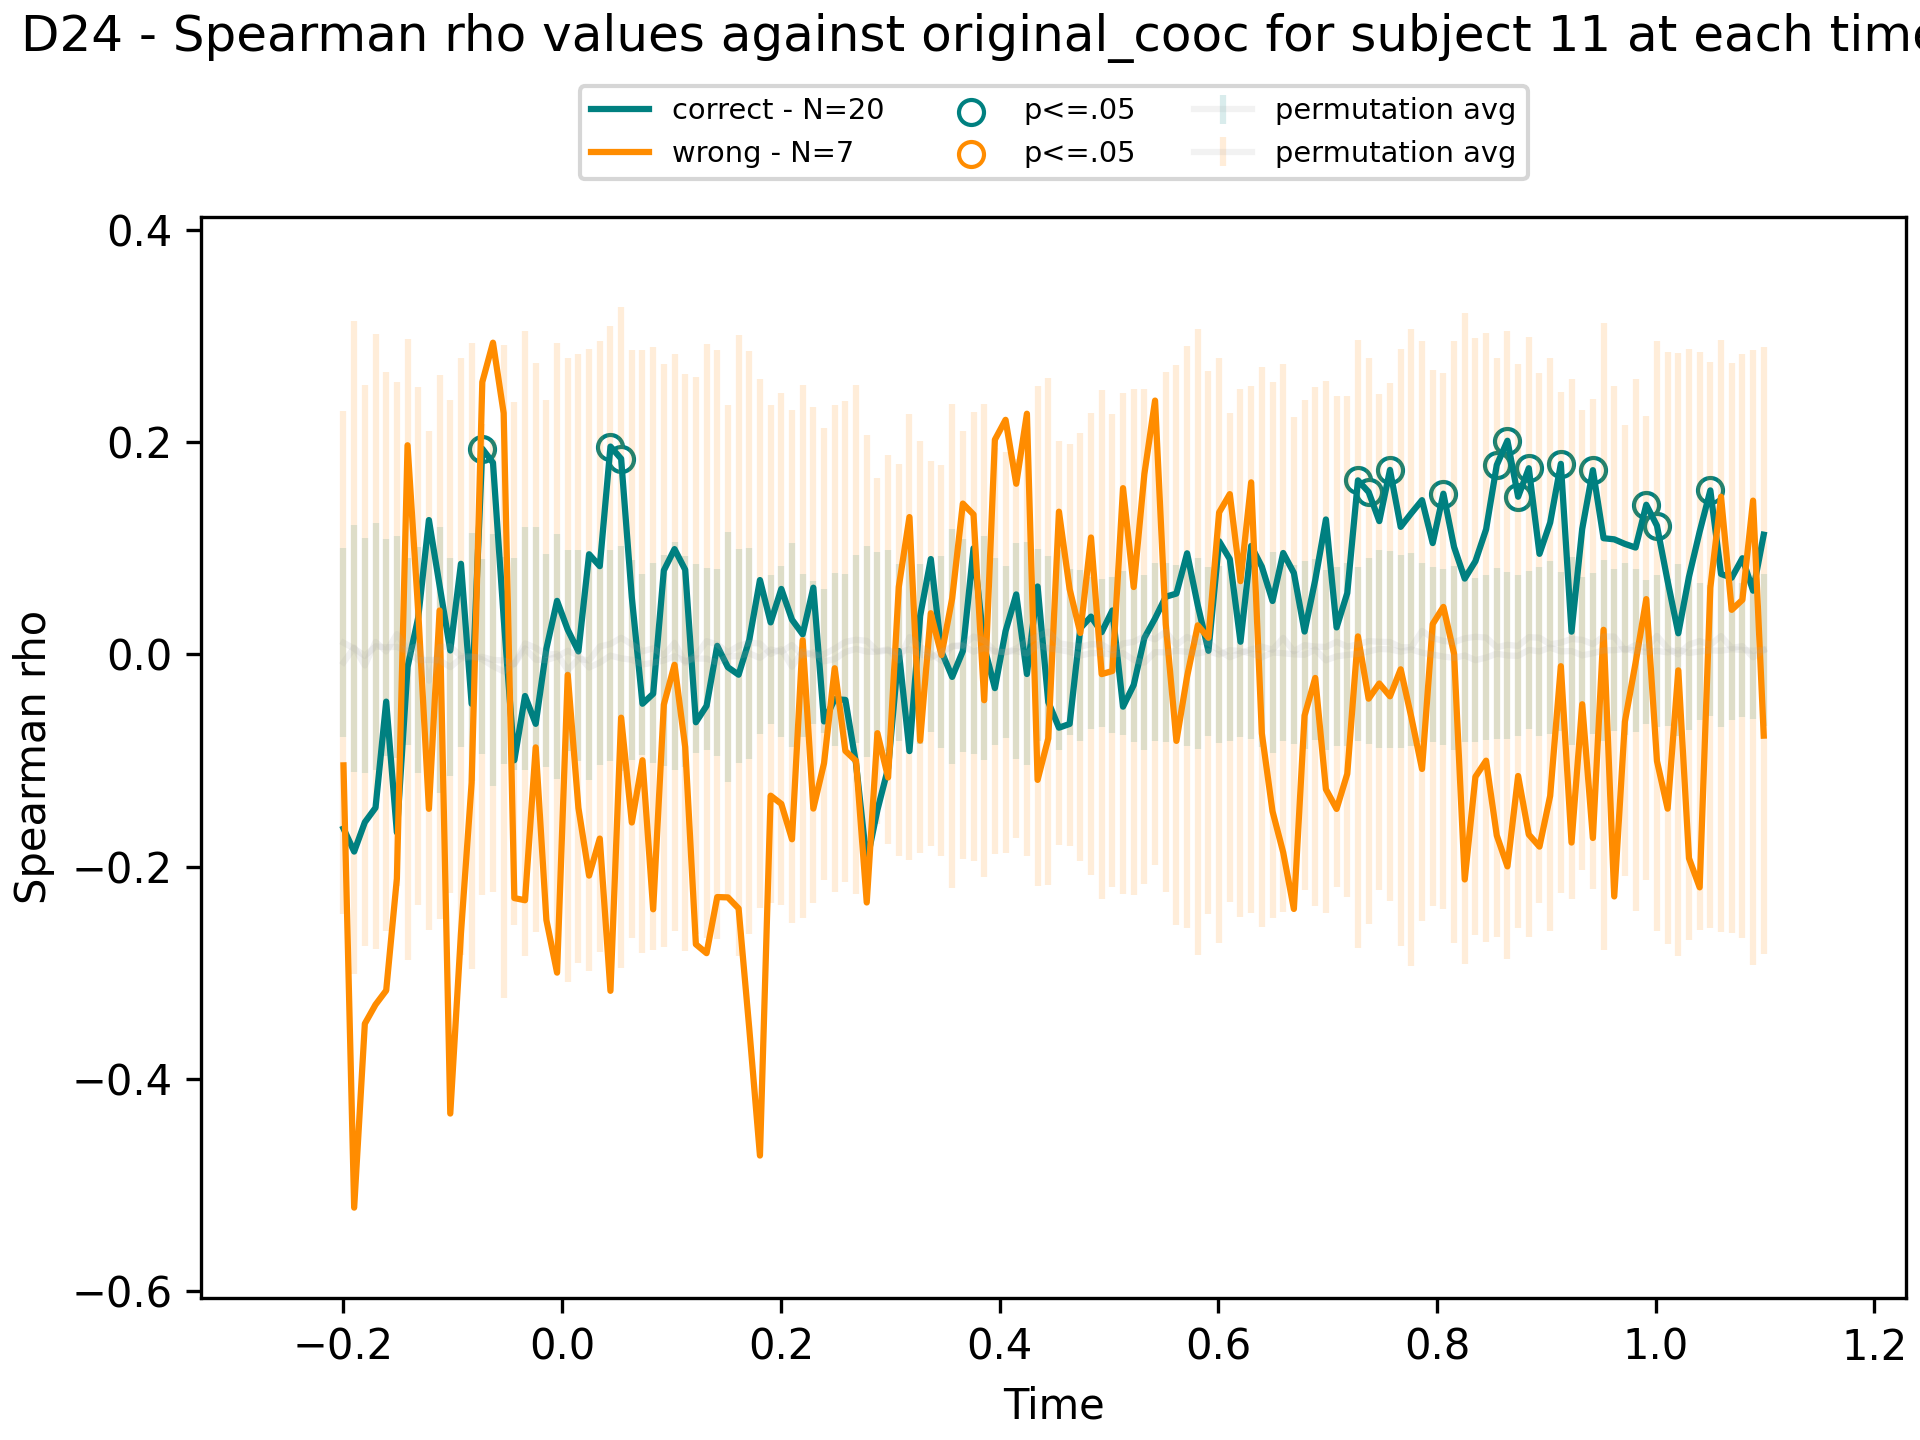 D24 - Spearman rho values against original_cooc for subject 11 at each time
correct - N=20
wrong - N=7
p<=.05
p<=.05
permutation avg
permutation avg
0.4
0.2
0.0
−0.2
−0.4
−0.6
Spearman rho
−0.2 0.0 0.2 0.4 0.6 0.8 1.0 1.2
Time